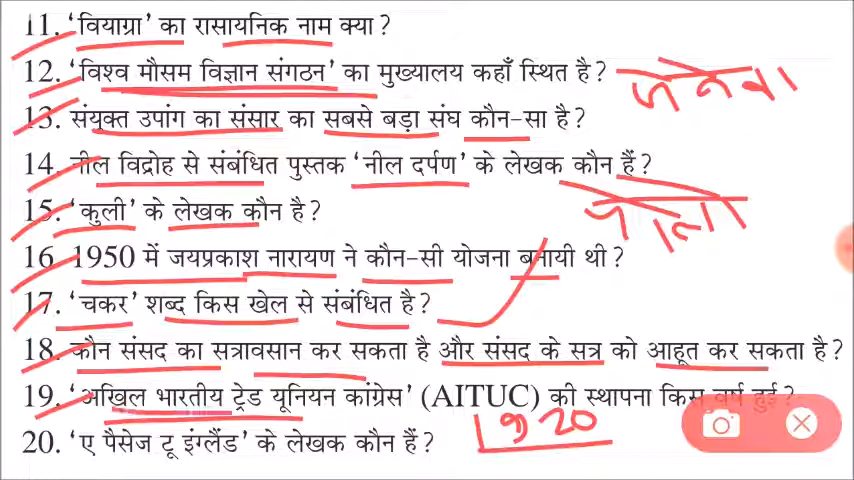 11. 'वियाग्रा' का रासायनिक नाम क्या?
12. 'विश्व मौसम विज्ञान संगठन' का मुख्यालय कहाँ स्थित है?
13. संयुक्त उपांग का संसार का सबसे बड़ा संघ कौन-सा है?
14. नील विद्रोह से संबंधित पुस्तक 'नील दर्पण' के लेखक कौन हैं?
15. 'कुली' के लेखक कौन है?
16. 1950 में जयप्रकाश नारायण ने कौन-सी योजना बनायी थी?
17. 'चकर' शब्द किस खेल से संबंधित है?
18. कौन संसद का सत्रावसान कर सकता है और संसद के सत्र को आहूत कर सकता है?
19. 'अखिल भारतीय ट्रेड यूनियन कांग्रेस' (AITUC) की स्थापना किस वर्ष हुई?
1920
20. 'ए पैसेज टू इंग्लैंड' के लेखक कौन हैं?